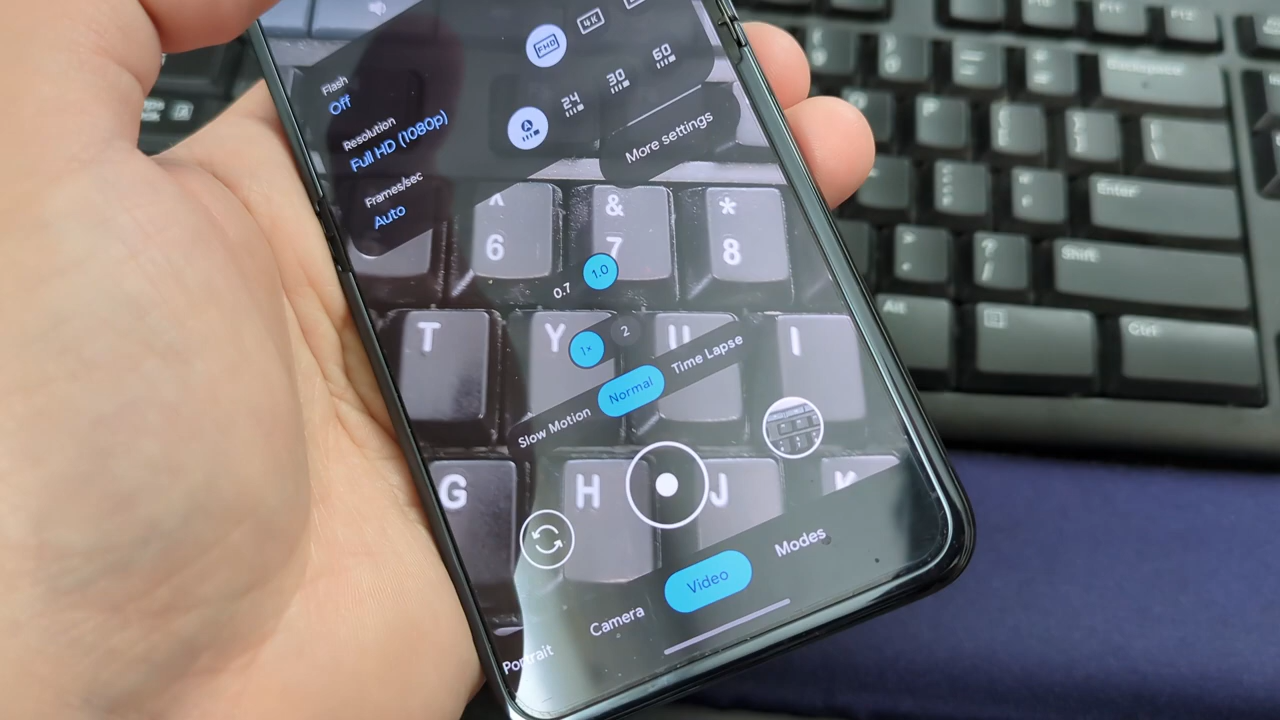 Flash
Off
FHD
4K
Resolution
Full HD (1080p)
A
24
30
60
Frames/sec
Auto
More settings
&
*
6
7
8
0.7
1.0
T
Y
U
I
1×
2
Slow Motion
Normal
Time Lapse
G
H
J
K
Portrait
Camera
Video
Modes
Enter
Shift
Alt
Ctrl